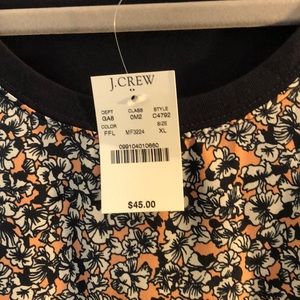 J.CREW
DEPT CLASS STYLE
GA8 0M2 C4792
COLOR SIZE
FFL MF3224 XL
099104010660
$45.00